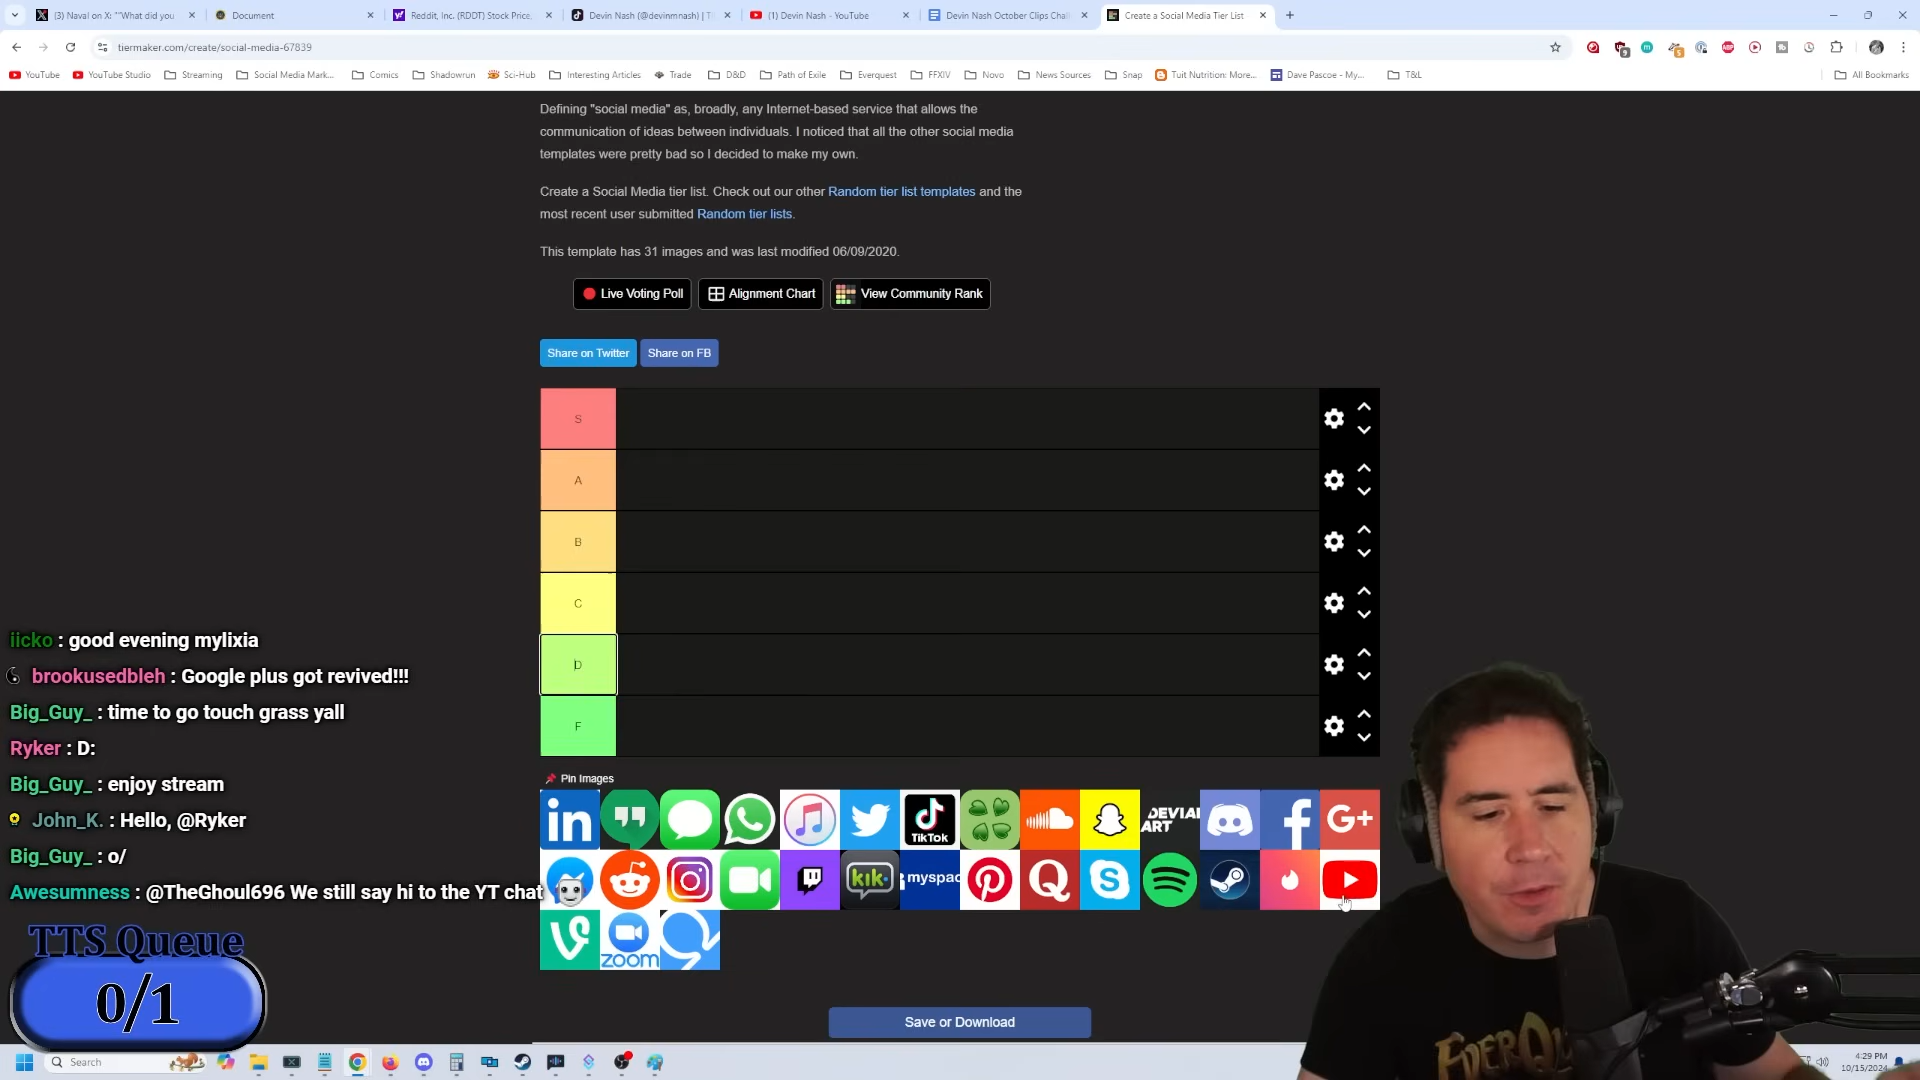 (3) Naval on X: ""What did you
Document
Reddit, Inc. (RDDT) Stock Price,
Devin Nash (@devinmnash) | T
(1) Devin Nash - YouTube
Devin Nash October Clips Chal
Create a Social Media Tier List
tiermaker.com/create/social-media-67839
YouTube
YouTube Studio
Streaming
Social Media Mark...
Comics
Shadowrun
Sci-Hub
Interesting Articles
Trade
D&D
Path of Exile
Everquest
FFXIV
Novo
News Sources
Snap
Tuit Nutrition: More...
Dave Pascoe - My...
T&L
All Bookmarks
Defining "social media" as, broadly, any Internet-based service that allows the
communication of ideas between individuals. I noticed that all the other social media
templates were pretty bad so I decided to make my own.
Create a Social Media tier list. Check out our other Random tier list templates and the
most recent user submitted Random tier lists.
This template has 31 images and was last modified 06/09/2020.
Live Voting Poll
Alignment Chart
View Community Rank
Share on Twitter
Share on FB
S
A
B
C
D
F
Pin Images
in
TikTok
DEVIANT
ART
G+
kik
myspac
ZOOM
Save or Download
iicko : good evening mylixia
brookusedbleh : Google plus got revived!!!
Big_Guy_ : time to go touch grass yall
Ryker : D:
Big_Guy_ : enjoy stream
John_K. : Hello, @Ryker
Big_Guy_ : o/
Awesumness : @TheGhoul696 We still say hi to the YT chat
TTS Queue
0/1
Search
4:29 PM
10/15/2024